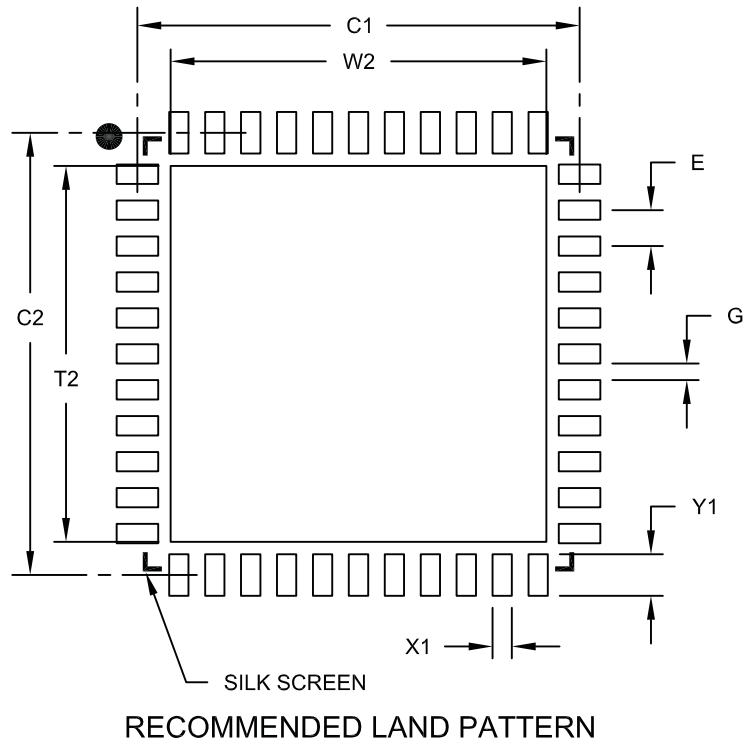 C1
W2
E
C2
G
T2
Y1
X1
SILK SCREEN
RECOMMENDED LAND PATTERN